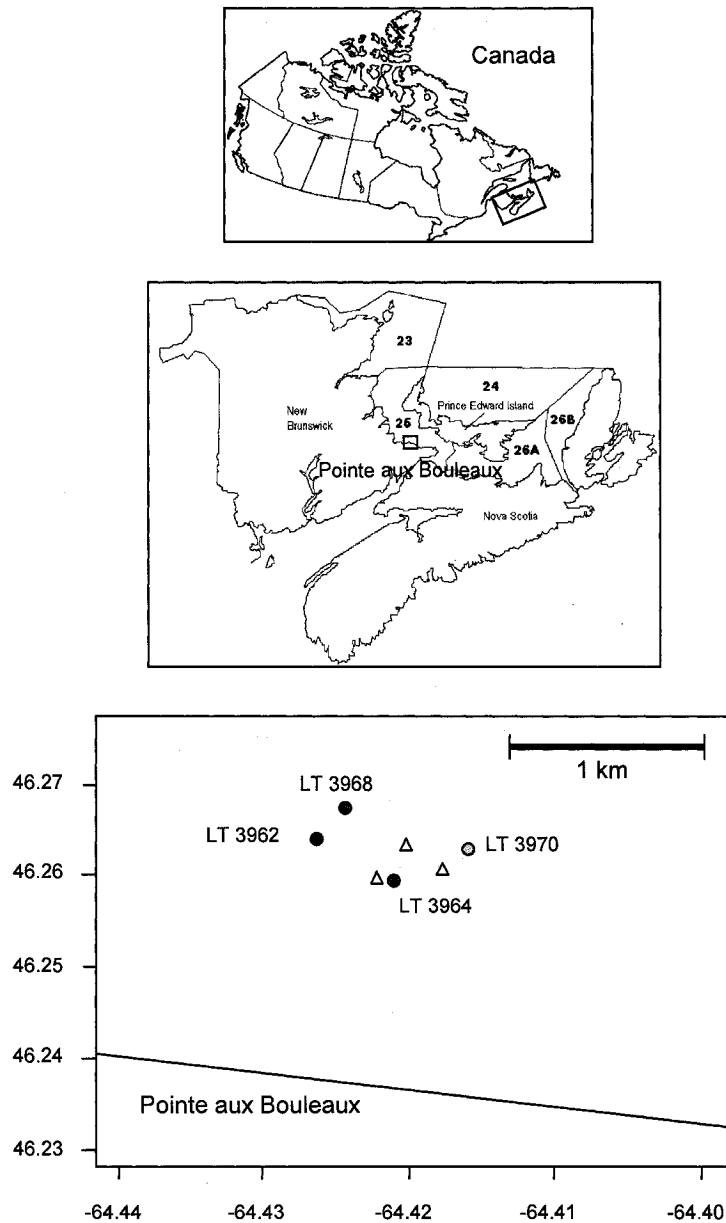 Canada
23
24
Prince Edward Island
New
Brunswick
25
26B
26A
Pointe aux Bouleaux
Nova Scotia
1 km
46.27
LT 3968
LT 3962
LT 3970
46.26
LT 3964
46.25
46.24
Pointe aux Bouleaux
46.23
-64.44
-64.43
-64.42
-64.41
-64.40